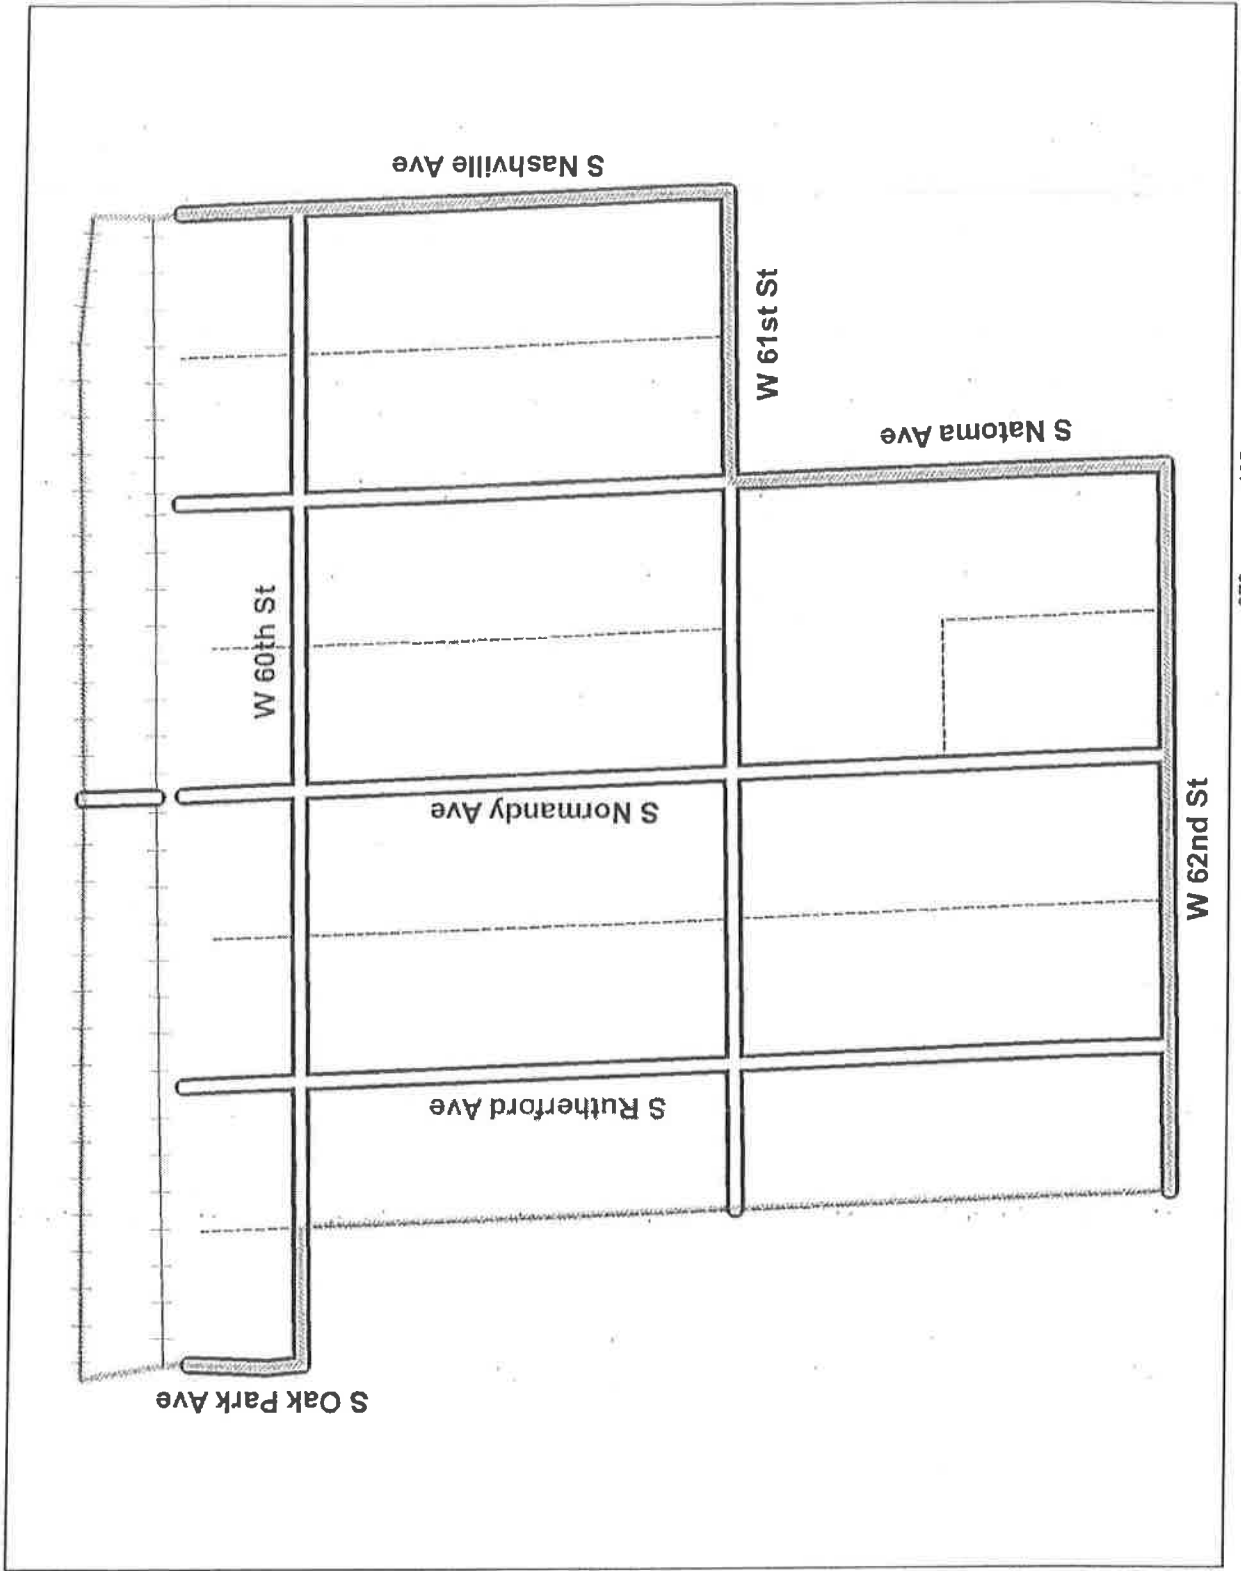 S Nashville Ave
W 61st St
S Natoma Ave
W 60th St
S Normandy Ave
W 62nd St
S Rutherford Ave
S Oak Park Ave